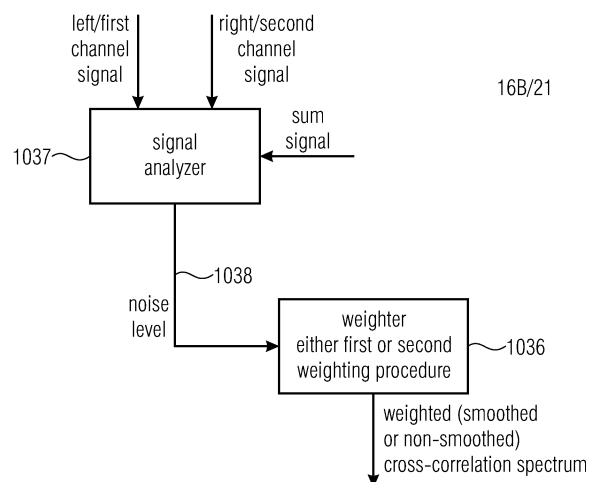 left/first
channel
signal
right/second
channel
signal
16B/21
sum
signal
signal
analyzer
1037
1038
noise
level
weighter
either first or second
weighting procedure
1036
weighted (smoothed
or non-smoothed)
cross-correlation spectrum